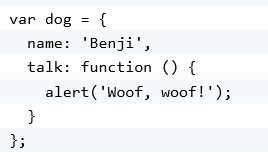 var dog = {
  name: 'Benji',
  talk: function () {
    alert('Woof, woof!');
  }
};